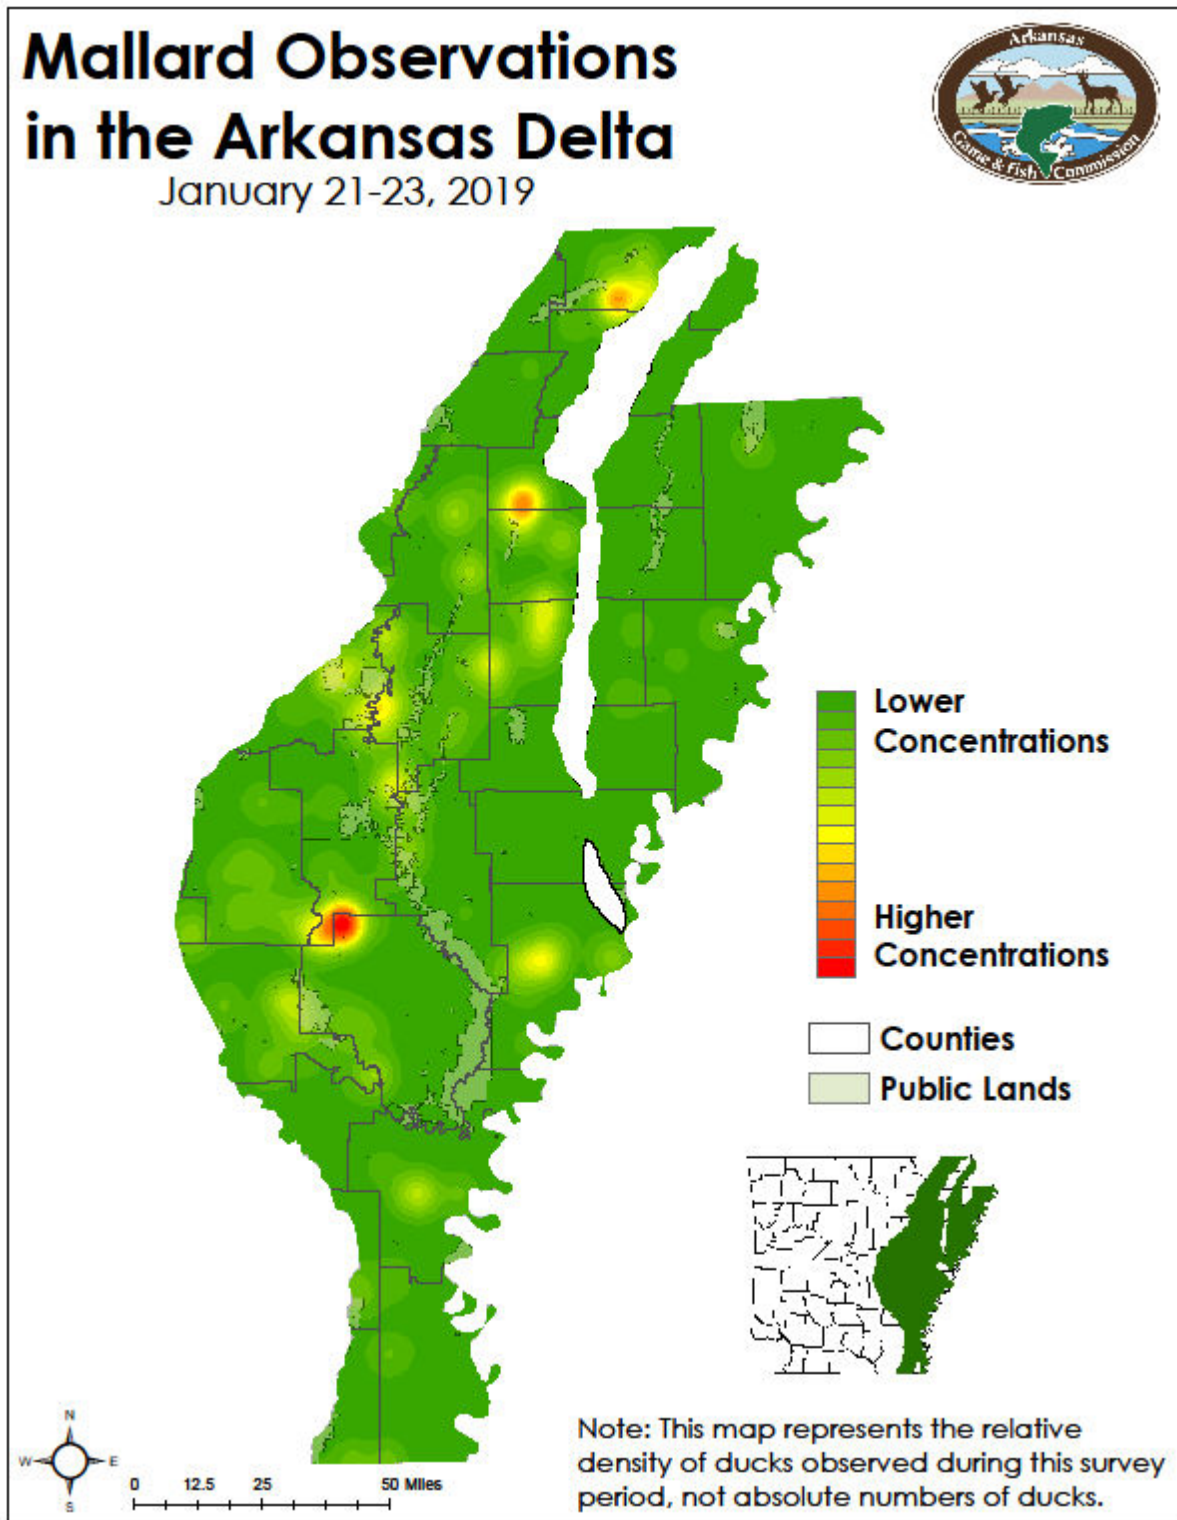 Mallard Observations
in the Arkansas Delta
January 21-23, 2019
Arkansas
Game & Fish Commission
Lower
Concentrations
Higher
Concentrations
Counties
Public Lands
N
W
E
S
0 12.5 25 50 Miles
Note: This map represents the relative
density of ducks observed during this survey
period, not absolute numbers of ducks.